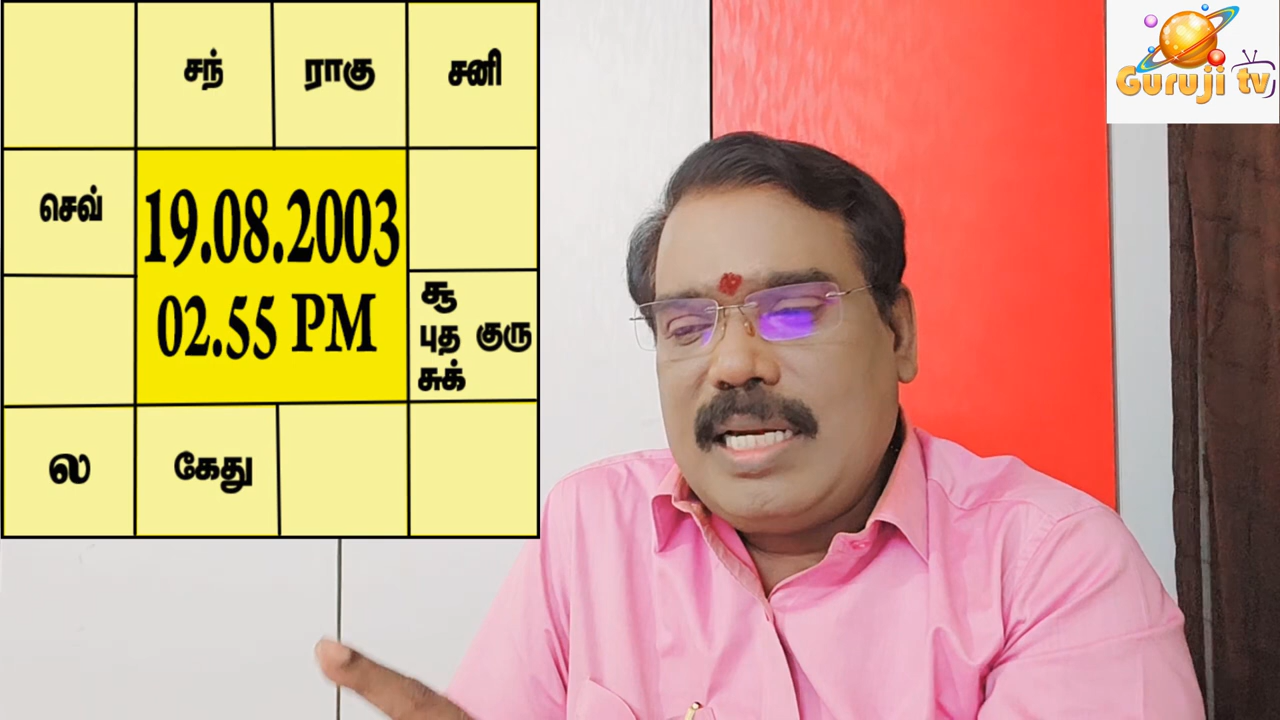 சந்
ராகு
சனி
செவ்
19.08.2003
02.55 PM
சூ
புத குரு
சுக்
ல
கேது
Guruji tv